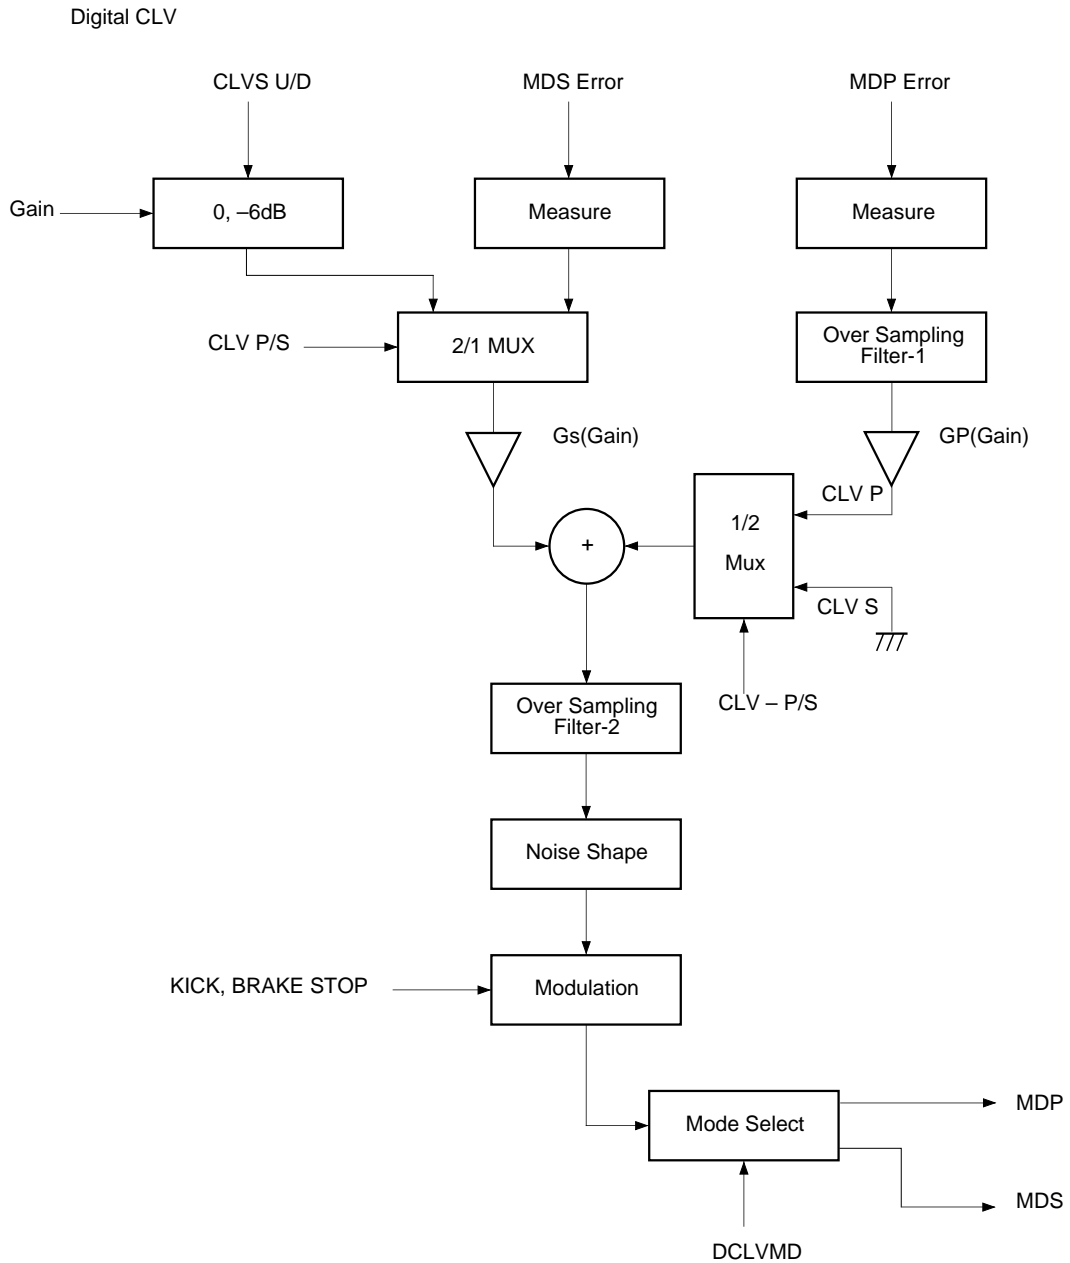 Digital CLV
CLVS U/D
MDS Error
MDP Error
Gain
0, –6dB
Measure
Measure
CLV P/S
2/1 MUX
Over Sampling
Filter-1
Gs(Gain)
GP(Gain)
CLV P
1/2
Mux
+
CLV S
CLV – P/S
Over Sampling
Filter-2
Noise Shape
KICK, BRAKE STOP
Modulation
Mode Select
MDP
MDS
DCLVMD